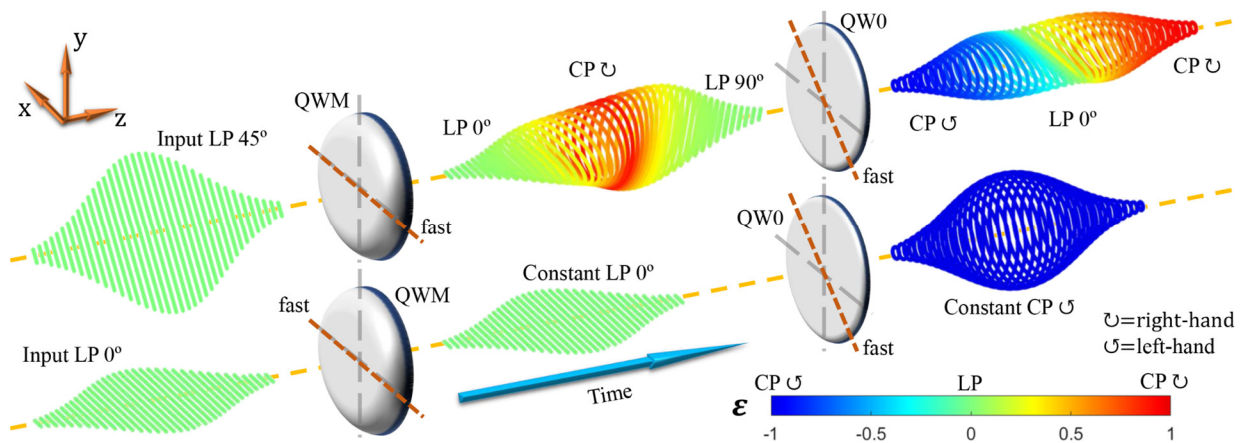 y
x
z
Input LP 45º
QWM
fast
LP 0º
CP ↻
LP 90º
QW0
fast
CP ↺
LP 0º
CP ↻
Input LP 0º
fast
QWM
Constant LP 0º
Time
QW0
fast
Constant CP ↺
↻=right-hand
↺=left-hand
CP ↺ LP CP ↻
ε
-1 -0.5 0 0.5 1